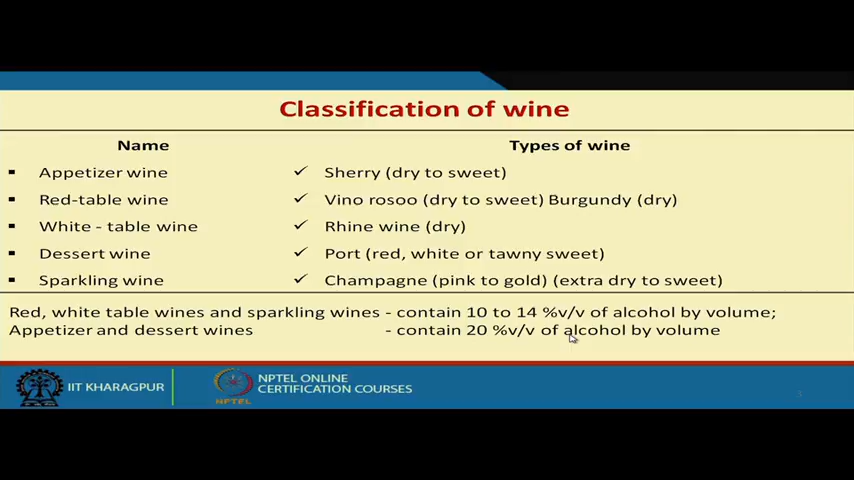 Classification of wine
Name Types of wine
Appetizer wine ✓ Sherry (dry to sweet)
Red-table wine ✓ Vino rosoo (dry to sweet) Burgundy (dry)
White - table wine ✓ Rhine wine (dry)
Dessert wine ✓ Port (red, white or tawny sweet)
Sparkling wine ✓ Champagne (pink to gold) (extra dry to sweet)
Red, white table wines and sparkling wines - contain 10 to 14 %v/v of alcohol by volume;
Appetizer and dessert wines - contain 20 %v/v of alcohol by volume
IIT KHARAGPUR
NPTEL
NPTEL ONLINE
CERTIFICATION COURSES
3